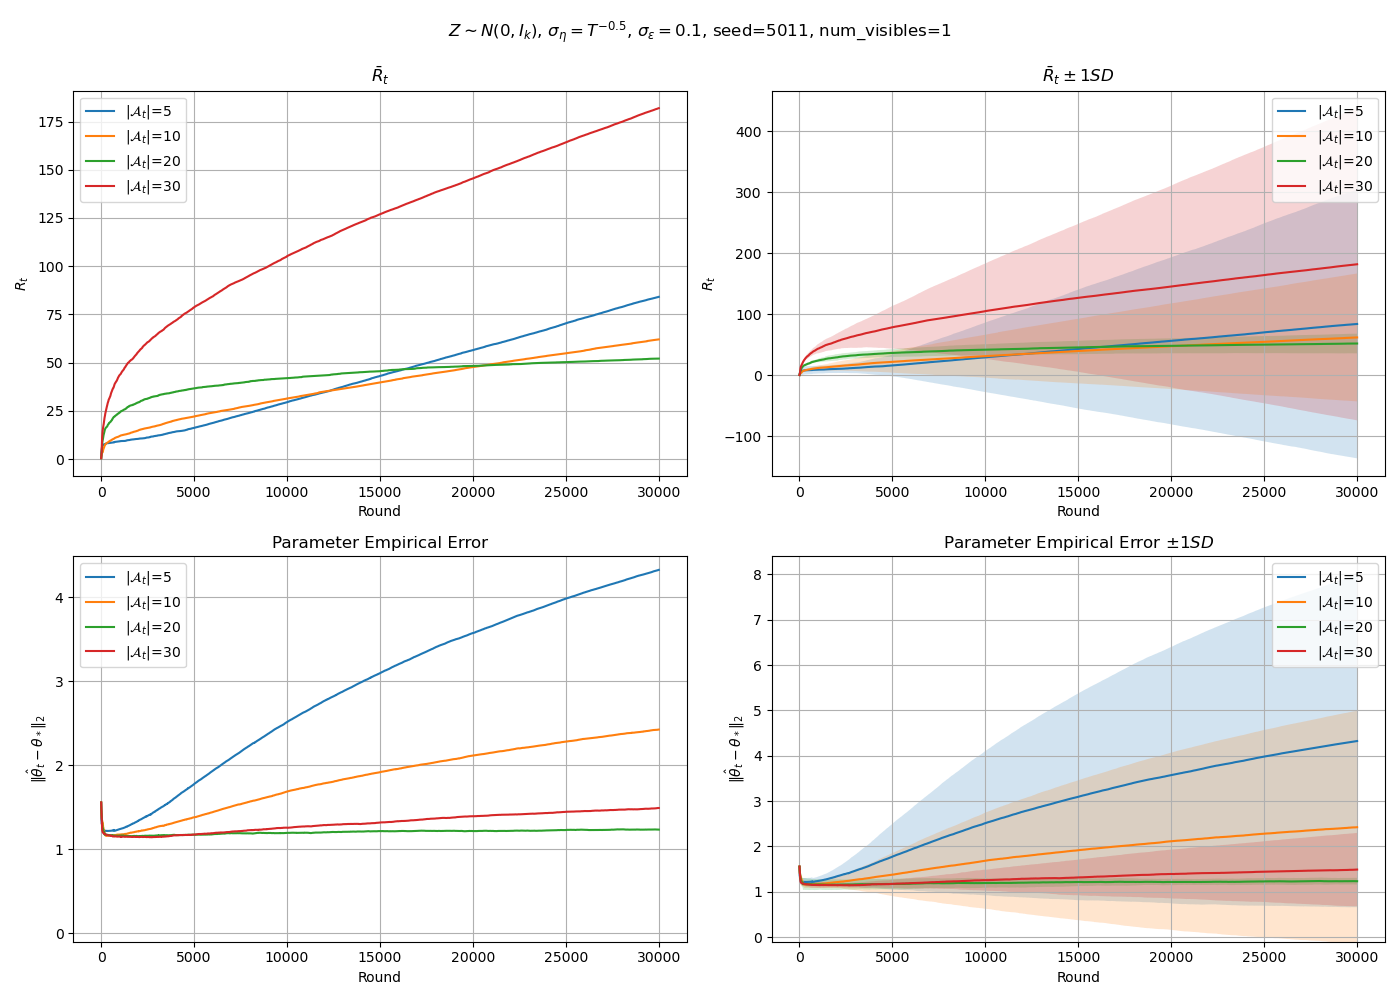 Z ∼ N(0, I_k), σ_η = T^{−0.5}, σ_ε = 0.1, seed=5011, num_visibles=1
R̄_t
R_t
175
150
125
100
75
50
25
0
0 5000 10000 15000 20000 25000 30000
Round
|𝒜_t|=5
|𝒜_t|=10
|𝒜_t|=20
|𝒜_t|=30
R̄_t ± 1SD
R_t
400
300
200
100
0
−100
0 5000 10000 15000 20000 25000 30000
Round
|𝒜_t|=5
|𝒜_t|=10
|𝒜_t|=20
|𝒜_t|=30
Parameter Empirical Error
‖θ̂_t − θ_*‖_2
4
3
2
1
0
0 5000 10000 15000 20000 25000 30000
Round
|𝒜_t|=5
|𝒜_t|=10
|𝒜_t|=20
|𝒜_t|=30
Parameter Empirical Error ±1SD
‖θ̂_t − θ_*‖_2
8
7
6
5
4
3
2
1
0
0 5000 10000 15000 20000 25000 30000
Round
|𝒜_t|=5
|𝒜_t|=10
|𝒜_t|=20
|𝒜_t|=30